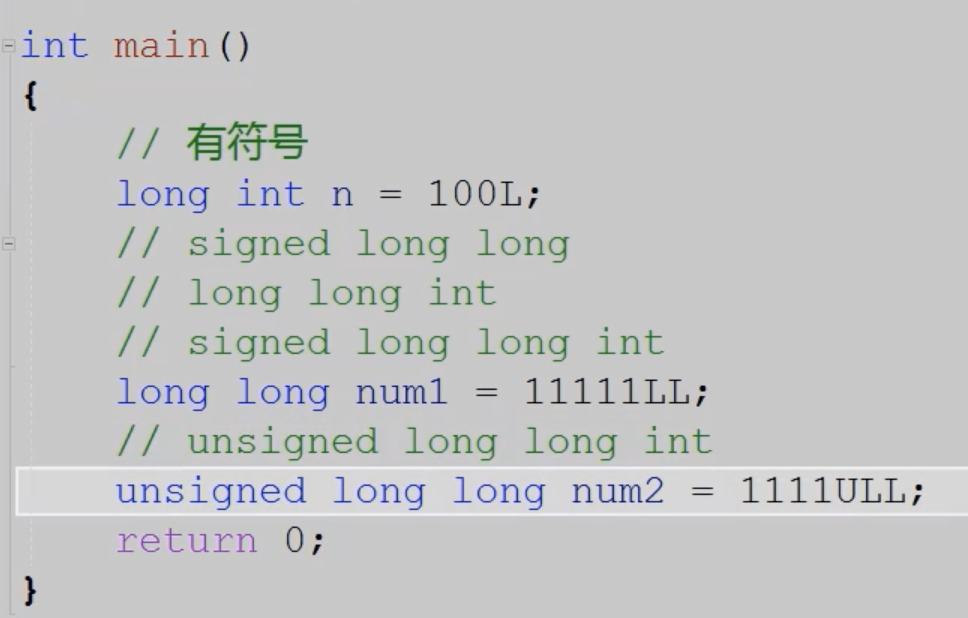 int main()
{
// 有符号
long int n = 100L;
// signed long long
// long long int
// signed long long int
long long num1 = 11111LL;
// unsigned long long int
unsigned long long num2 = 1111ULL;
return 0;
}